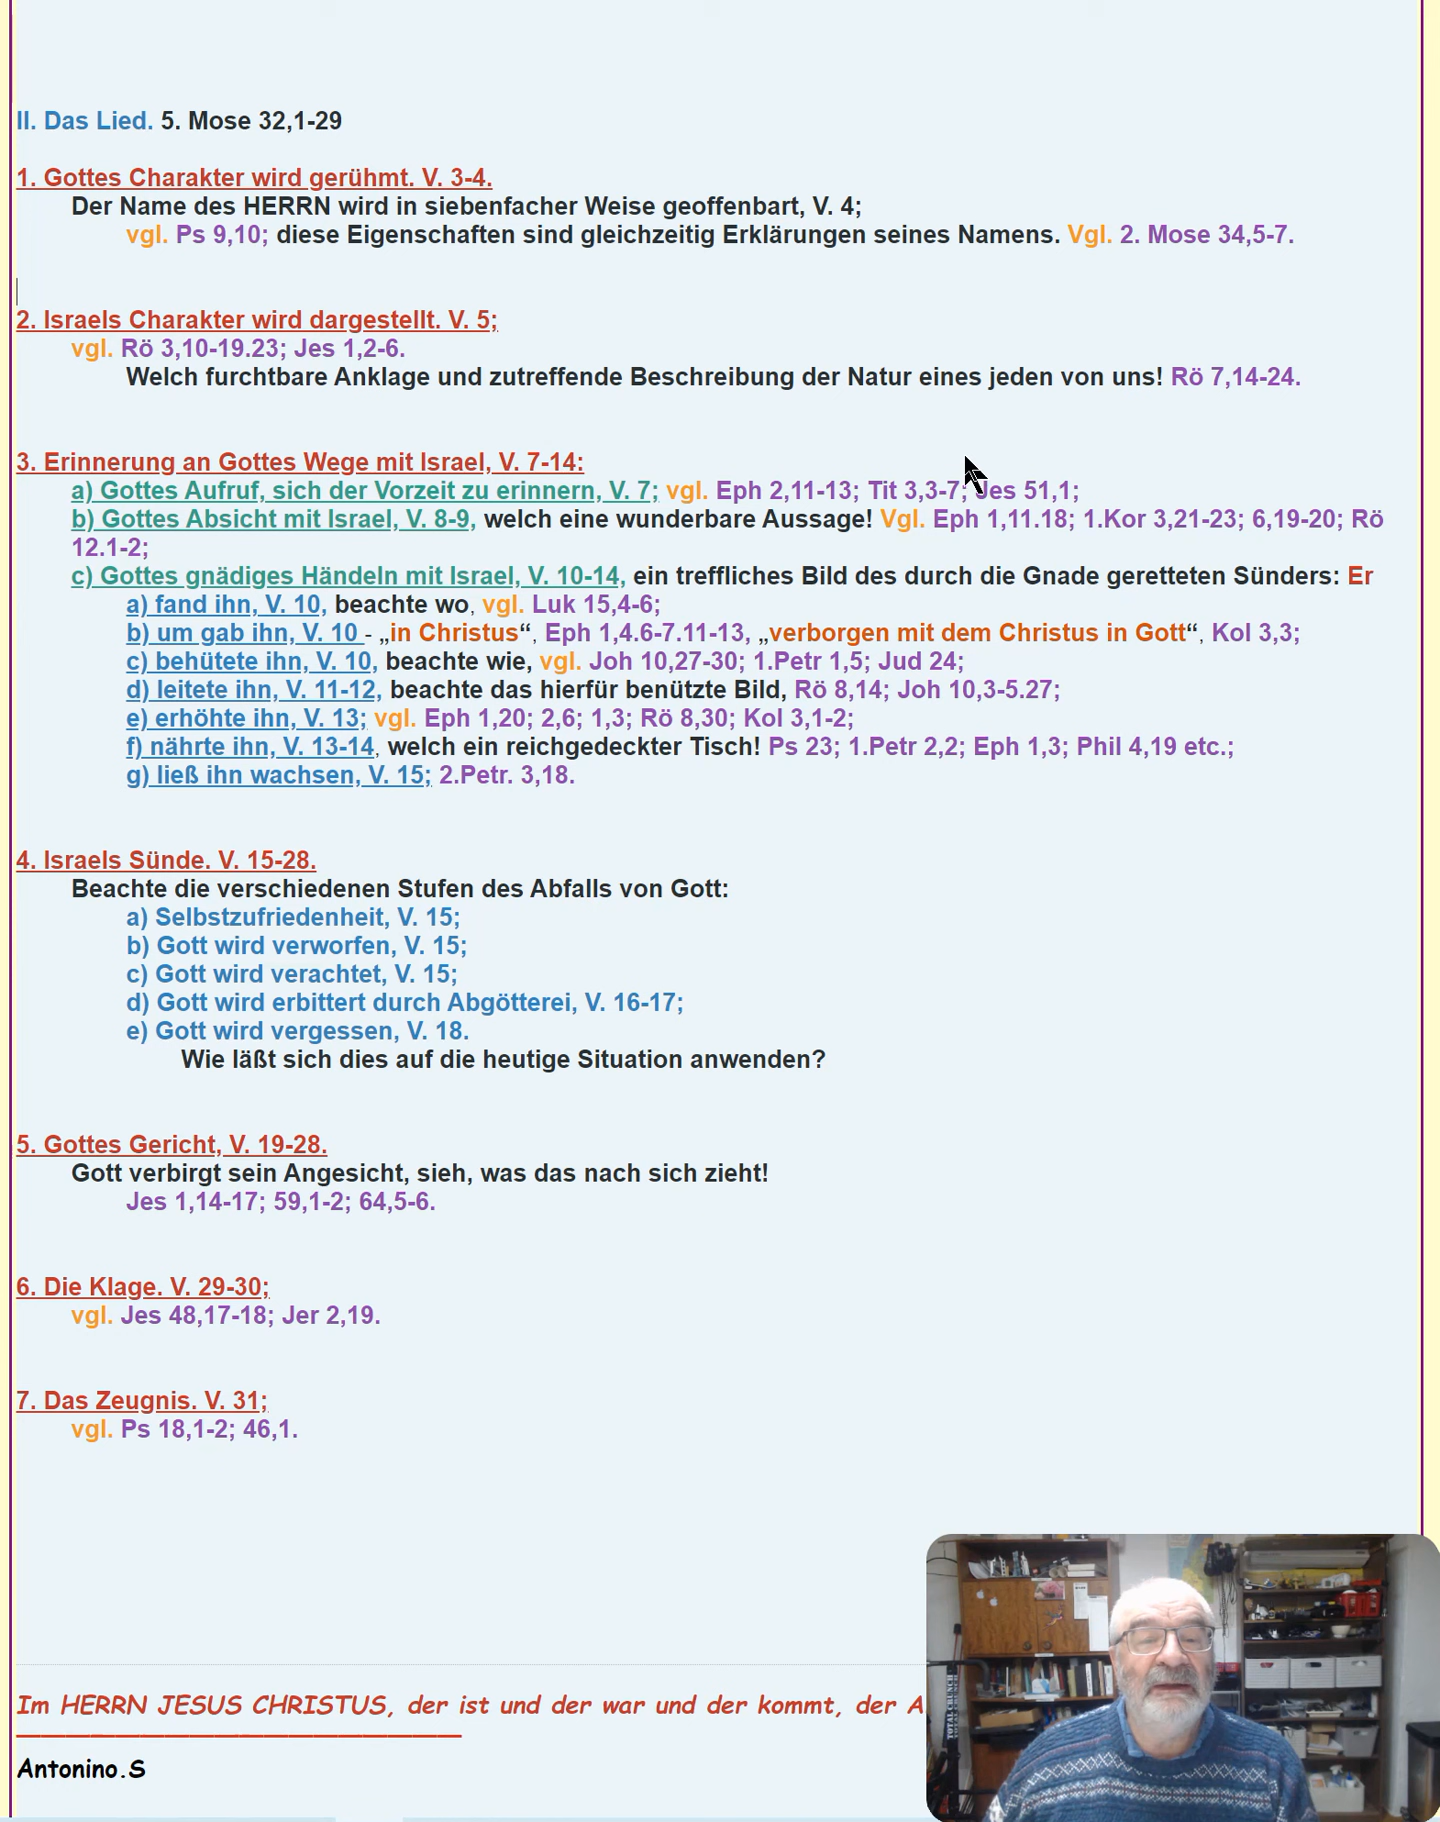 II. Das Lied. 5. Mose 32,1-29
1. Gottes Charakter wird gerühmt. V. 3-4.
Der Name des HERRN wird in siebenfacher Weise geoffenbart, V. 4;
vgl. Ps 9,10; diese Eigenschaften sind gleichzeitig Erklärungen seines Namens. Vgl. 2. Mose 34,5-7.
2. Israels Charakter wird dargestellt. V. 5;
vgl. Rö 3,10-19.23; Jes 1,2-6.
Welch furchtbare Anklage und zutreffende Beschreibung der Natur eines jeden von uns! Rö 7,14-24.
3. Erinnerung an Gottes Wege mit Israel, V. 7-14:
a) Gottes Aufruf, sich der Vorzeit zu erinnern, V. 7; vgl. Eph 2,11-13; Tit 3,3-7; Jes 51,1;
b) Gottes Absicht mit Israel, V. 8-9, welch eine wunderbare Aussage! Vgl. Eph 1,11.18; 1.Kor 3,21-23; 6,19-20; Rö
12.1-2;
c) Gottes gnädiges Händeln mit Israel, V. 10-14, ein treffliches Bild des durch die Gnade geretteten Sünders: Er
a) fand ihn, V. 10, beachte wo, vgl. Luk 15,4-6;
b) um gab ihn, V. 10 - „in Christus“, Eph 1,4.6-7.11-13, „verborgen mit dem Christus in Gott“, Kol 3,3;
c) behütete ihn, V. 10, beachte wie, vgl. Joh 10,27-30; 1.Petr 1,5; Jud 24;
d) leitete ihn, V. 11-12, beachte das hierfür benützte Bild, Rö 8,14; Joh 10,3-5.27;
e) erhöhte ihn, V. 13; vgl. Eph 1,20; 2,6; 1,3; Rö 8,30; Kol 3,1-2;
f) nährte ihn, V. 13-14, welch ein reichgedeckter Tisch! Ps 23; 1.Petr 2,2; Eph 1,3; Phil 4,19 etc.;
g) ließ ihn wachsen, V. 15; 2.Petr. 3,18.
4. Israels Sünde. V. 15-28.
Beachte die verschiedenen Stufen des Abfalls von Gott:
a) Selbstzufriedenheit, V. 15;
b) Gott wird verworfen, V. 15;
c) Gott wird verachtet, V. 15;
d) Gott wird erbittert durch Abgötterei, V. 16-17;
e) Gott wird vergessen, V. 18.
Wie läßt sich dies auf die heutige Situation anwenden?
5. Gottes Gericht, V. 19-28.
Gott verbirgt sein Angesicht, sieh, was das nach sich zieht!
Jes 1,14-17; 59,1-2; 64,5-6.
6. Die Klage. V. 29-30;
vgl. Jes 48,17-18; Jer 2,19.
7. Das Zeugnis. V. 31;
vgl. Ps 18,1-2; 46,1.
Im HERRN JESUS CHRISTUS, der ist und der war und der kommt, der A
Antonino.S